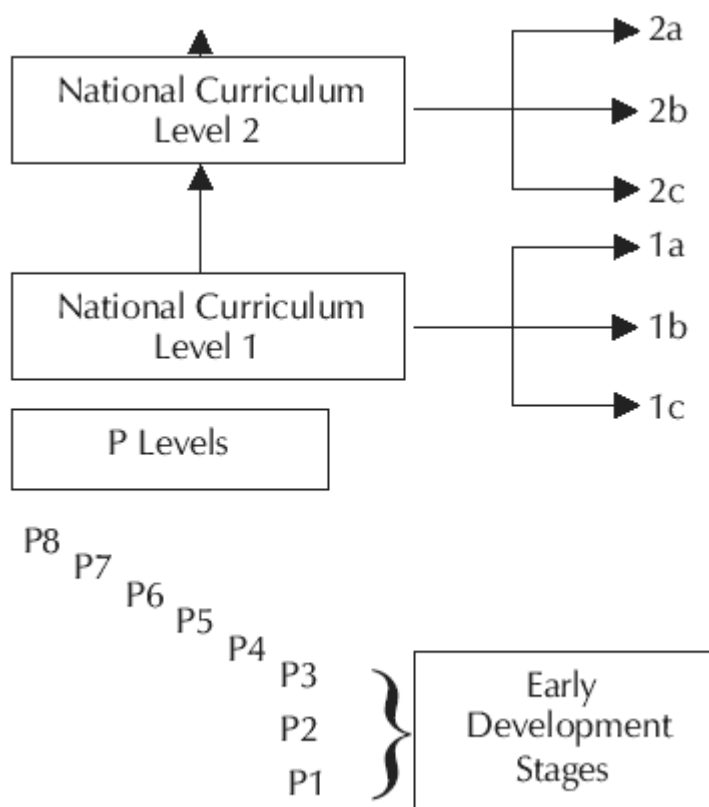 2a
National Curriculum
Level 2
2b
2c
1a
National Curriculum
Level 1
1b
1c
P Levels
P8
P7
P6
P5
P4
P3
P2
P1
Early
Development
Stages